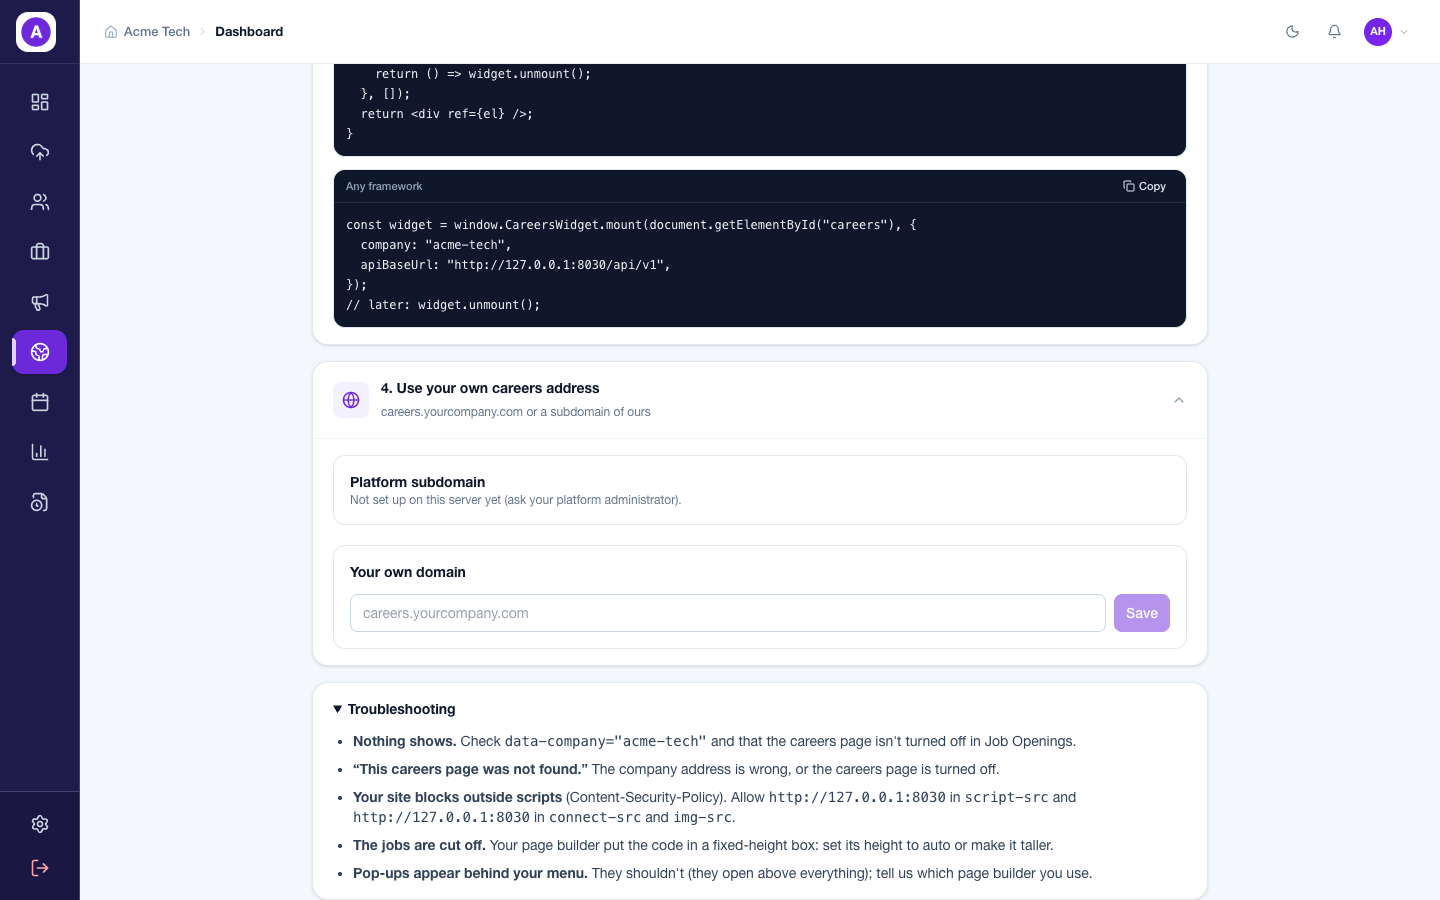 A
Acme Tech
Dashboard
AH
return () => widget.unmount();
}, []);
return <div ref={el} />;
}
Any framework
Copy
const widget = window.CareersWidget.mount(document.getElementById("careers"), {
company: "acme-tech",
apiBaseUrl: "http://127.0.0.1:8030/api/v1",
});
// later: widget.unmount();
4. Use your own careers address
careers.yourcompany.com or a subdomain of ours
Platform subdomain
Not set up on this server yet (ask your platform administrator).
Your own domain
careers.yourcompany.com
Save
Troubleshooting
• Nothing shows. Check data-company="acme-tech" and that the careers page isn't turned off in Job Openings.
• “This careers page was not found.” The company address is wrong, or the careers page is turned off.
• Your site blocks outside scripts (Content-Security-Policy). Allow http://127.0.0.1:8030 in script-src and
http://127.0.0.1:8030 in connect-src and img-src.
• The jobs are cut off. Your page builder put the code in a fixed-height box: set its height to auto or make it taller.
• Pop-ups appear behind your menu. They shouldn't (they open above everything); tell us which page builder you use.